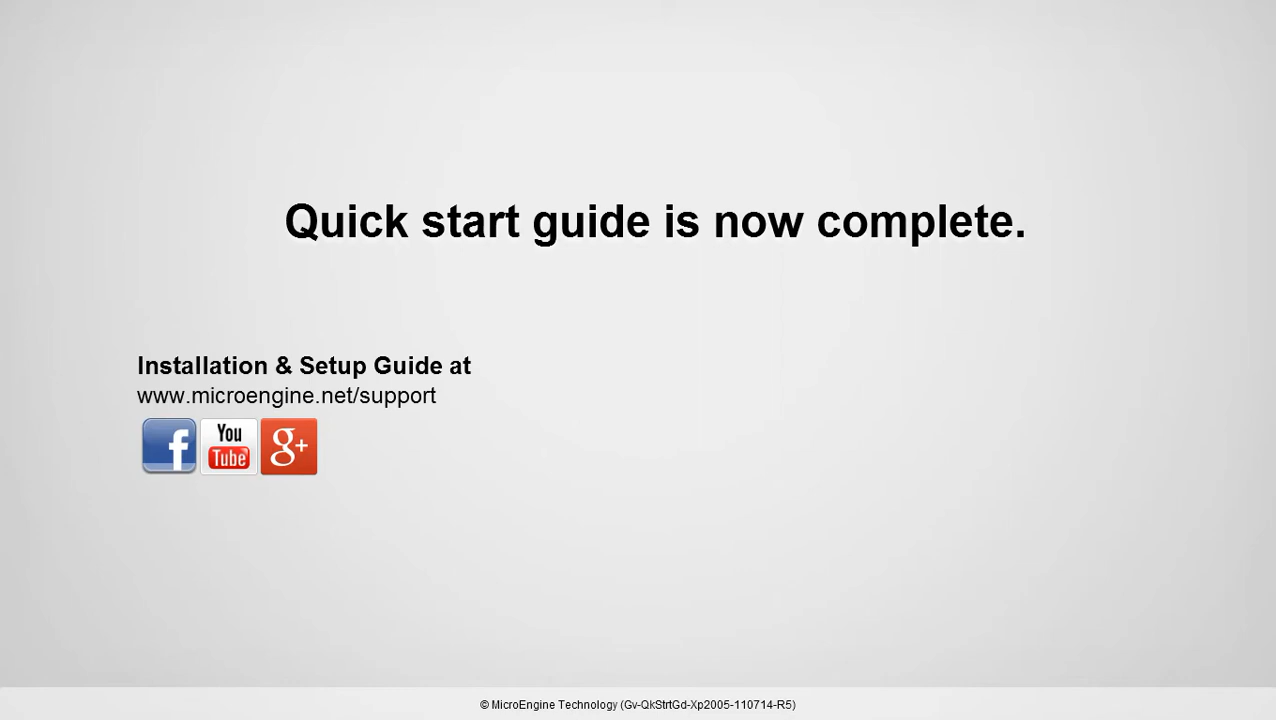 Quick start guide is now complete.
Installation & Setup Guide at
www.microengine.net/support
f You Tube g+
© MicroEngine Technology (Gv-QkStrtGd-Xp2005-110714-R5)